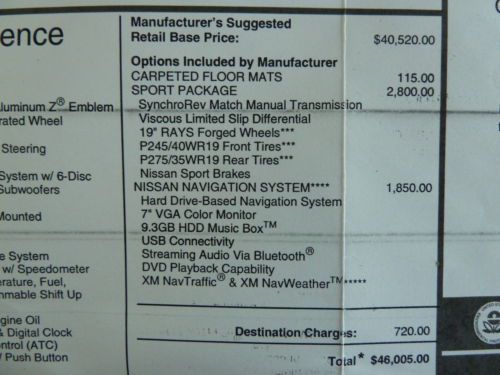 ence
Aluminum Z® Emblem
rated Wheel
Steering
System w/ 6-Disc
Subwoofers
Mounted
e System
w/ Speedometer
erature, Fuel,
mmable Shift Up
ngine Oil
& Digital Clock
ontrol (ATC)
w/ Push Button
Manufacturer's Suggested
Retail Base Price: $40,520.00
Options Included by Manufacturer
CARPETED FLOOR MATS 115.00
SPORT PACKAGE 2,800.00
SynchroRev Match Manual Transmission
Viscous Limited Slip Differential
19" RAYS Forged Wheels***
P245/40WR19 Front Tires***
P275/35WR19 Rear Tires***
Nissan Sport Brakes
NISSAN NAVIGATION SYSTEM**** 1,850.00
Hard Drive-Based Navigation System
7" VGA Color Monitor
9.3GB HDD Music Box™
USB Connectivity
Streaming Audio Via Bluetooth®
DVD Playback Capability
XM NavTraffic® & XM NavWeather™*****
Destination Charges: 720.00
Total* $46,005.00